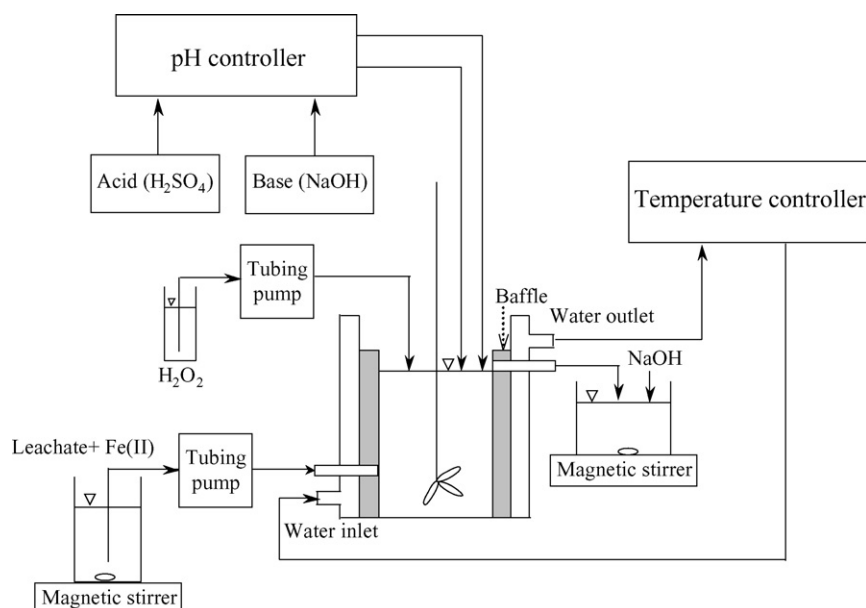 pH controller
Acid (H₂SO₄)
Base (NaOH)
Temperature controller
Tubing
pump
Baffle
Water outlet
H₂O₂
NaOH
Leachate+ Fe(II)
Tubing
pump
Magnetic stirrer
Water inlet
Magnetic stirrer